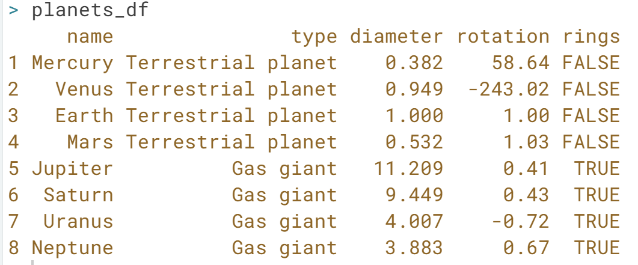 > planets_df
name type diameter rotation rings
1 Mercury Terrestrial planet 0.382 58.64 FALSE
2 Venus Terrestrial planet 0.949 -243.02 FALSE
3 Earth Terrestrial planet 1.000 1.00 FALSE
4 Mars Terrestrial planet 0.532 1.03 FALSE
5 Jupiter Gas giant 11.209 0.41 TRUE
6 Saturn Gas giant 9.449 0.43 TRUE
7 Uranus Gas giant 4.007 -0.72 TRUE
8 Neptune Gas giant 3.883 0.67 TRUE